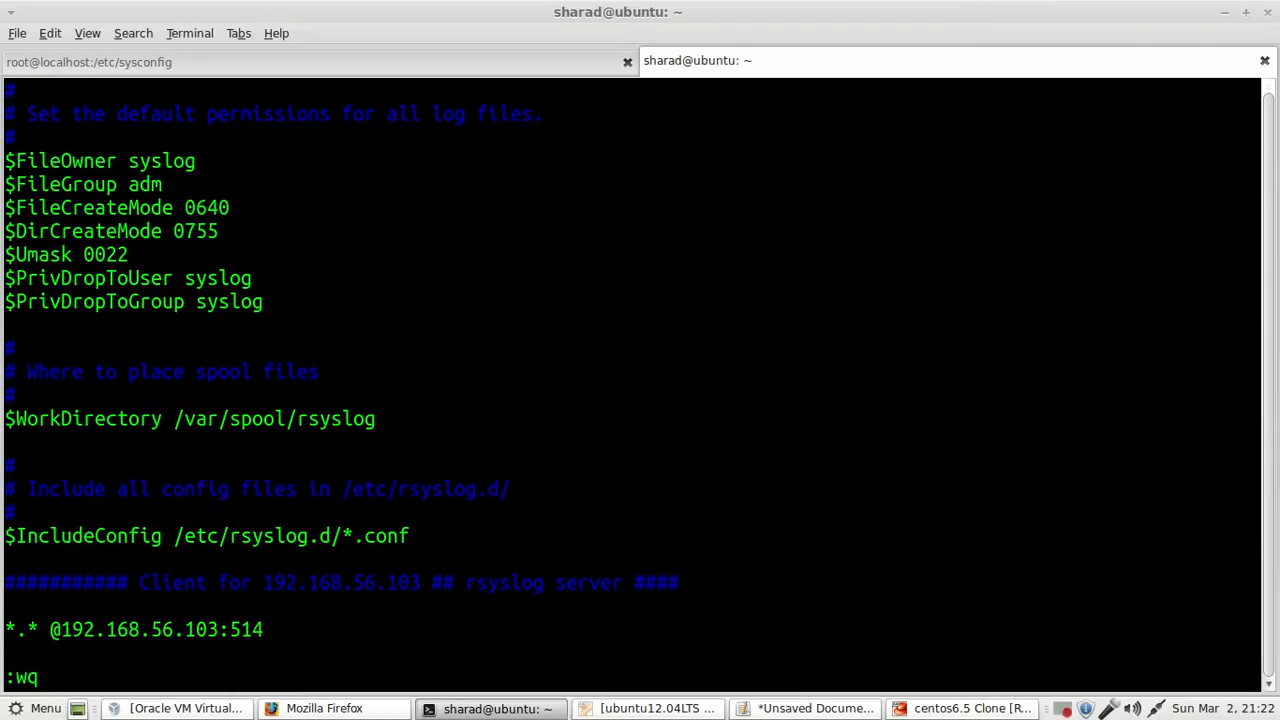 sharad@ubuntu: ~
File Edit View Search Terminal Tabs Help
root@localhost:/etc/sysconfig
sharad@ubuntu: ~
#
# Set the default permissions for all log files.
#
$FileOwner syslog
$FileGroup adm
$FileCreateMode 0640
$DirCreateMode 0755
$Umask 0022
$PrivDropToUser syslog
$PrivDropToGroup syslog
#
# Where to place spool files
#
$WorkDirectory /var/spool/rsyslog
#
# Include all config files in /etc/rsyslog.d/
#
$IncludeConfig /etc/rsyslog.d/*.conf
########### Client for 192.168.56.103 ## rsyslog server ####
*.* @192.168.56.103:514
:wq
Menu [Oracle VM Virtual... Mozilla Firefox sharad@ubuntu: ~ [ubuntu12.04LTS ... *Unsaved Docume... centos6.5 Clone [R... Sun Mar 2, 21:22